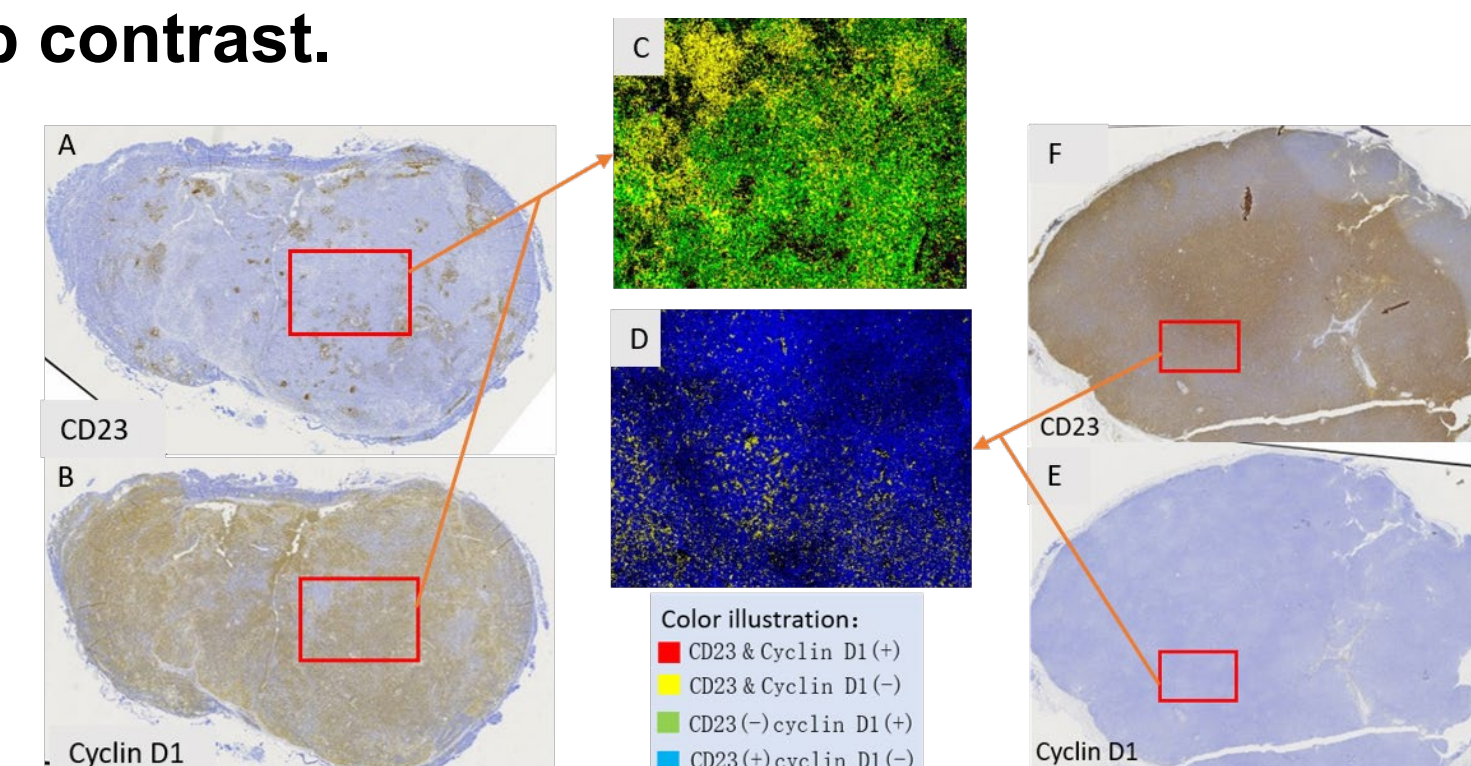 contrast.
A
CD23
B
Cyclin D1
C
D
Color illustration:
CD23 & Cyclin D1(+)
CD23 & Cyclin D1(-)
CD23(-)cyclin D1(+)
CD23(+)cyclin D1(-)
F
CD23
E
Cyclin D1